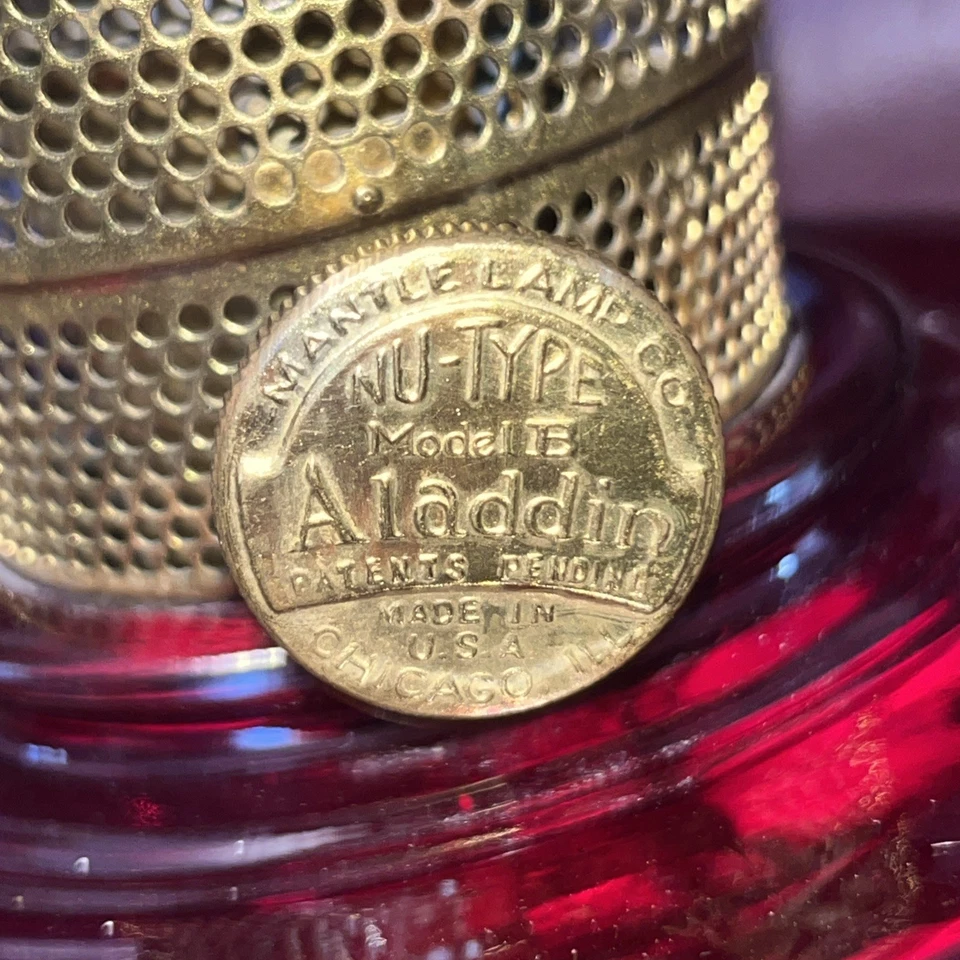 MANTLE LAMP CO
NU-TYPE
Model B
Aladdin
PATENTS PENDING
MADE IN
U.S.A
CHICAGO ILL